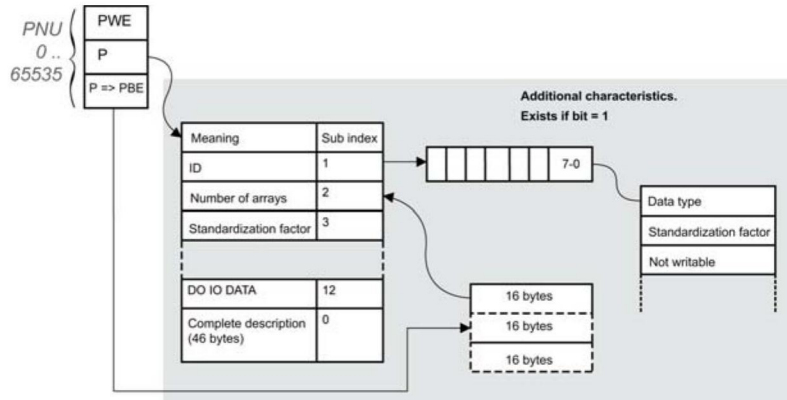 PNU
0 ..
65535
PWE
P
P => PBE
Additional characteristics.
Exists if bit = 1
Meaning Sub index
ID 1
Number of arrays 2
Standardization factor 3
DO IO DATA 12
Complete description 0
(46 bytes)
7-0
Data type
Standardization factor
Not writable
16 bytes
16 bytes
16 bytes